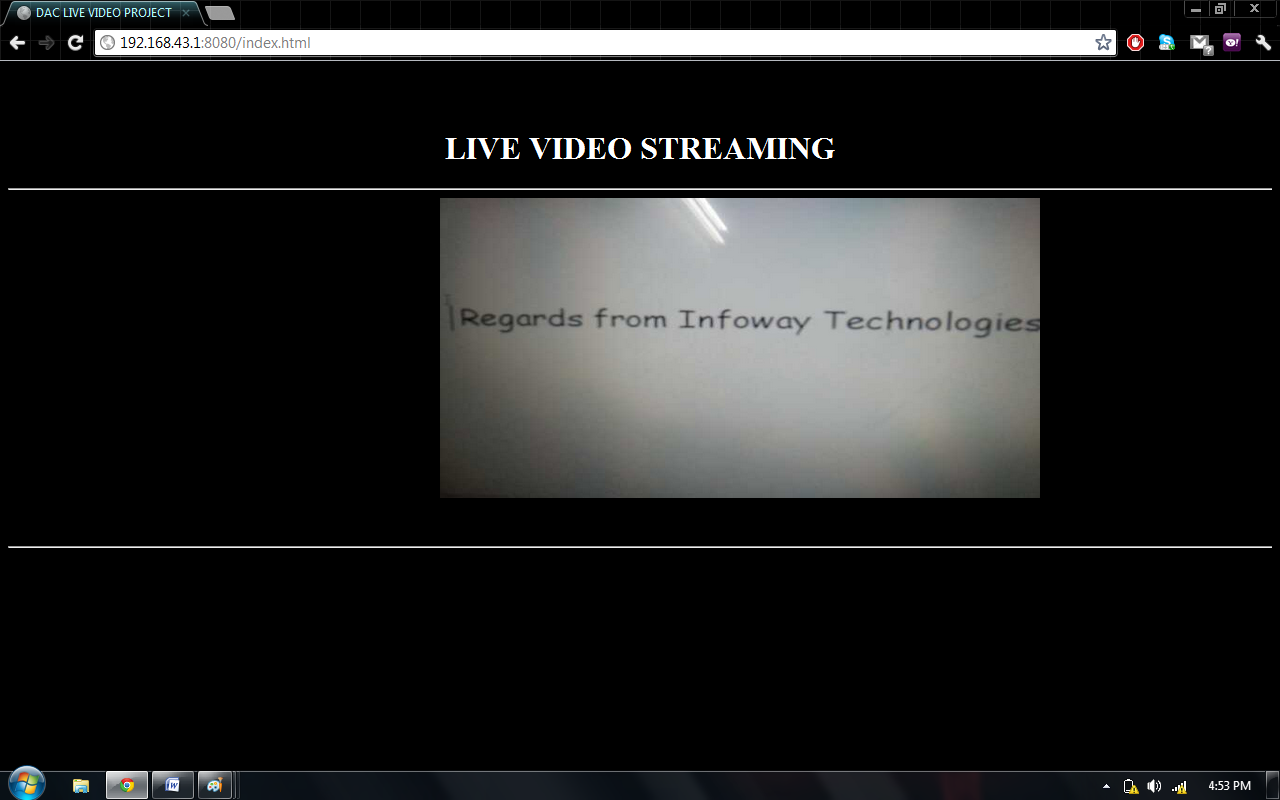 DAC LIVE VIDEO PROJECT
192.168.43.1:8080/index.html
LIVE VIDEO STREAMING
Regards from Infoway Technologies
4:53 PM